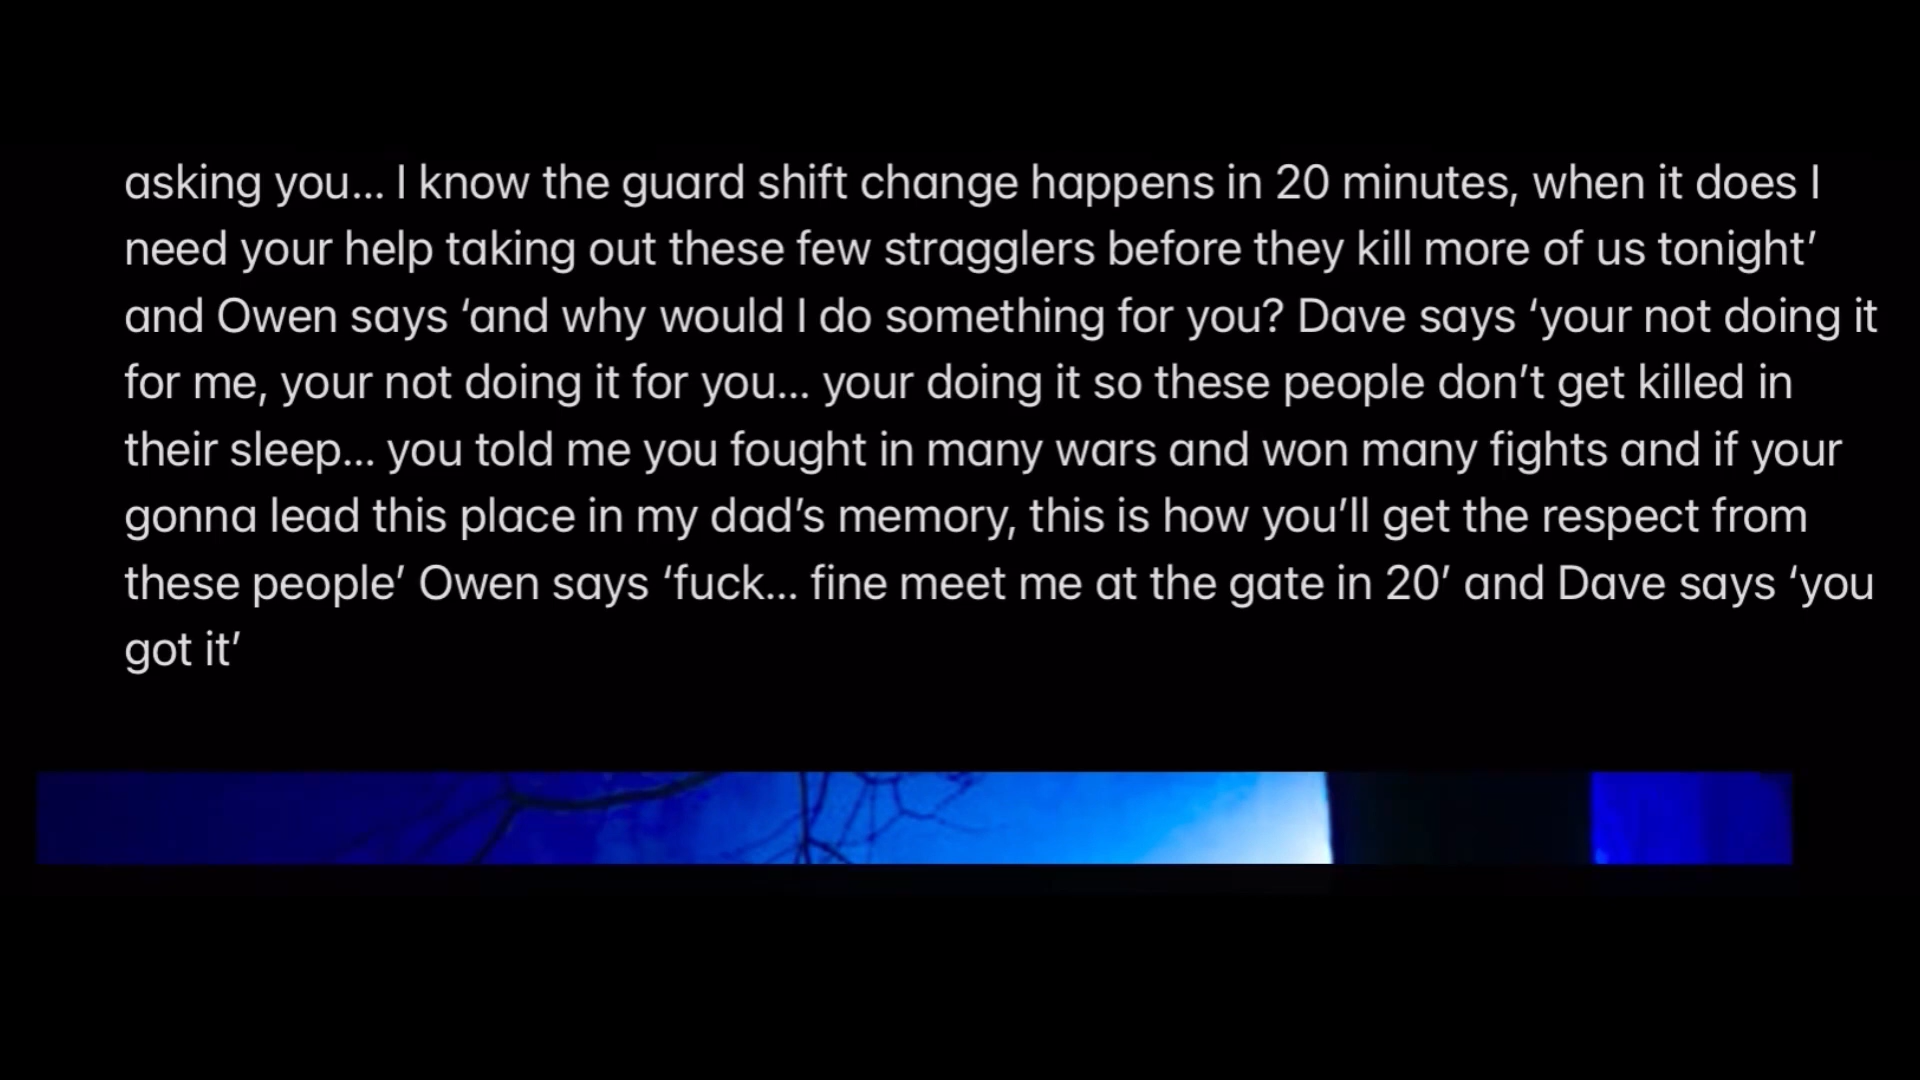 asking you... I know the guard shift change happens in 20 minutes, when it does I
need your help taking out these few stragglers before they kill more of us tonight’
and Owen says ‘and why would I do something for you? Dave says ‘your not doing it
for me, your not doing it for you... your doing it so these people don’t get killed in
their sleep... you told me you fought in many wars and won many fights and if your
gonna lead this place in my dad’s memory, this is how you’ll get the respect from
these people’ Owen says ‘fuck... fine meet me at the gate in 20’ and Dave says ‘you
got it’